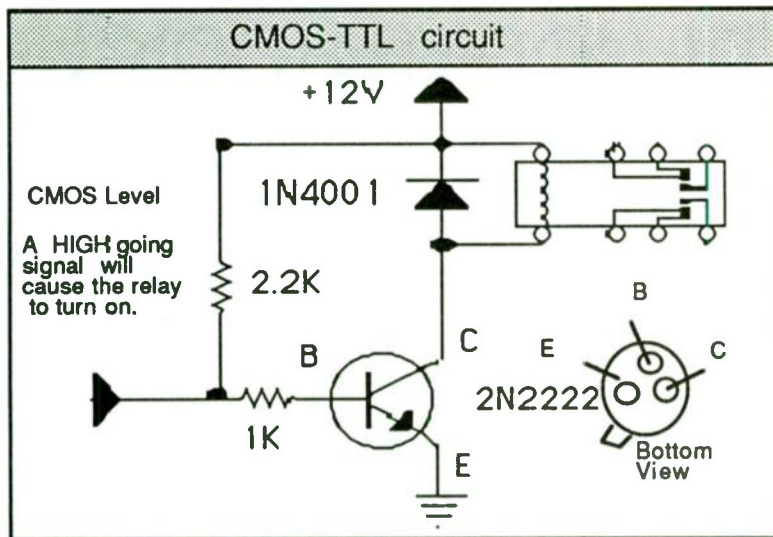 CMOS-TTL circuit
+12V
CMOS Level
1N4001
A HIGH going
signal will
cause the relay
to turn on.
2.2K
B
C
B
E
C
2N2222
1K
E
Bottom
View